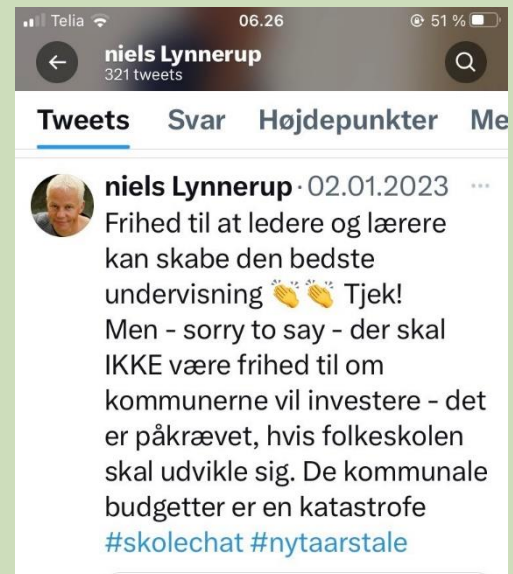 Telia 06.26 51 %
niels Lynnerup
321 tweets
Tweets Svar Højdepunkter Me
niels Lynnerup · 02.01.2023 ...
Frihed til at ledere og lærere
kan skabe den bedste
undervisning 👏👏 Tjek!
Men - sorry to say - der skal
IKKE være frihed til om
kommunerne vil investere - det
er påkrævet, hvis folkeskolen
skal udvikle sig. De kommunale
budgetter er en katastrofe
#skolechat #nytaarstale